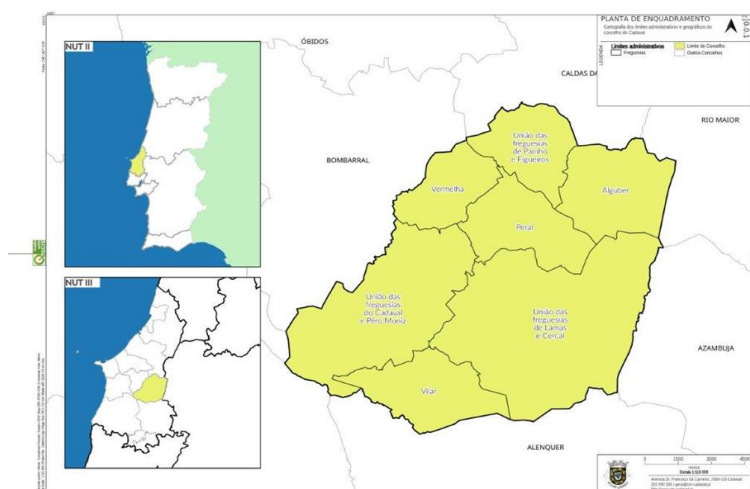 PLANTA DE ENQUADRAMENTO
Cartografia dos limites administrativos e geográficos do
concelho do Cadaval
LEGENDA
Limites administrativos
Freguesias
Limite de Concelho
Outros Concelhos
NUT II
NUT III
ÓBIDOS
CALDAS DA
RIO MAIOR
BOMBARRAL
AZAMBUJA
ALENQUER
União das
freguesias
de Painho
e Figueiros
Vermelha
Alguber
Peral
União das
freguesias
do Cadaval
e Pêro Moniz
União das
freguesias
de Lamas
e Cercal
Vilar
0
1500
3000
4500